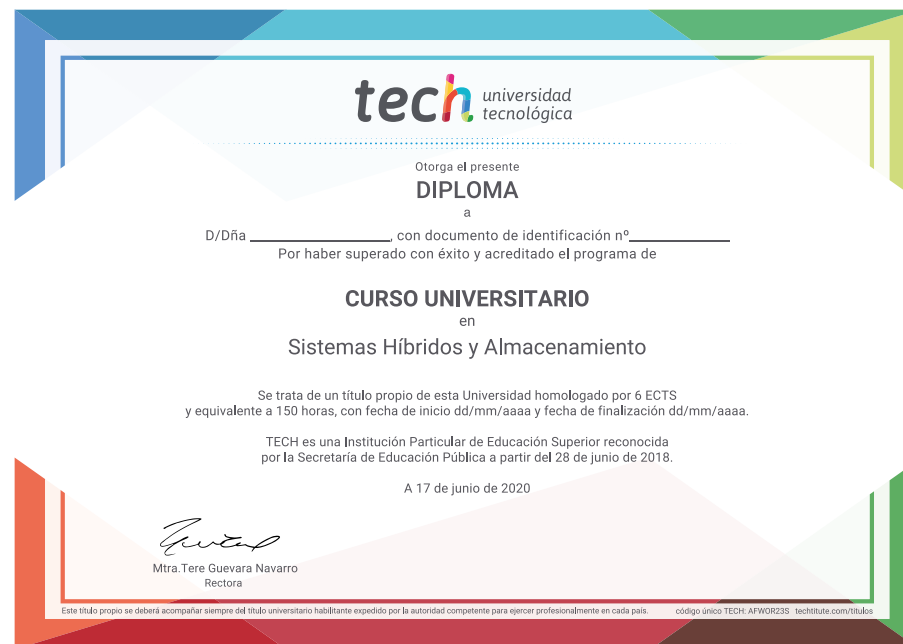 tech universidad
tecnológica
Otorga el presente
DIPLOMA
a
D/Dña ____________________, con documento de identificación nº______________
Por haber superado con éxito y acreditado el programa de
CURSO UNIVERSITARIO
en
Sistemas Híbridos y Almacenamiento
Se trata de un título propio de esta Universidad homologado por 6 ECTS
y equivalente a 150 horas, con fecha de inicio dd/mm/aaaa y fecha de finalización dd/mm/aaaa.
TECH es una Institución Particular de Educación Superior reconocida
por la Secretaría de Educación Pública a partir del 28 de junio de 2018.
A 17 de junio de 2020
Mtra.Tere Guevara Navarro
Rectora
Este título propio se deberá acompañar siempre del título universitario habilitante expedido por la autoridad competente para ejercer profesionalmente en cada país. código único TECH: AFWOR23S techtitute.com/títulos